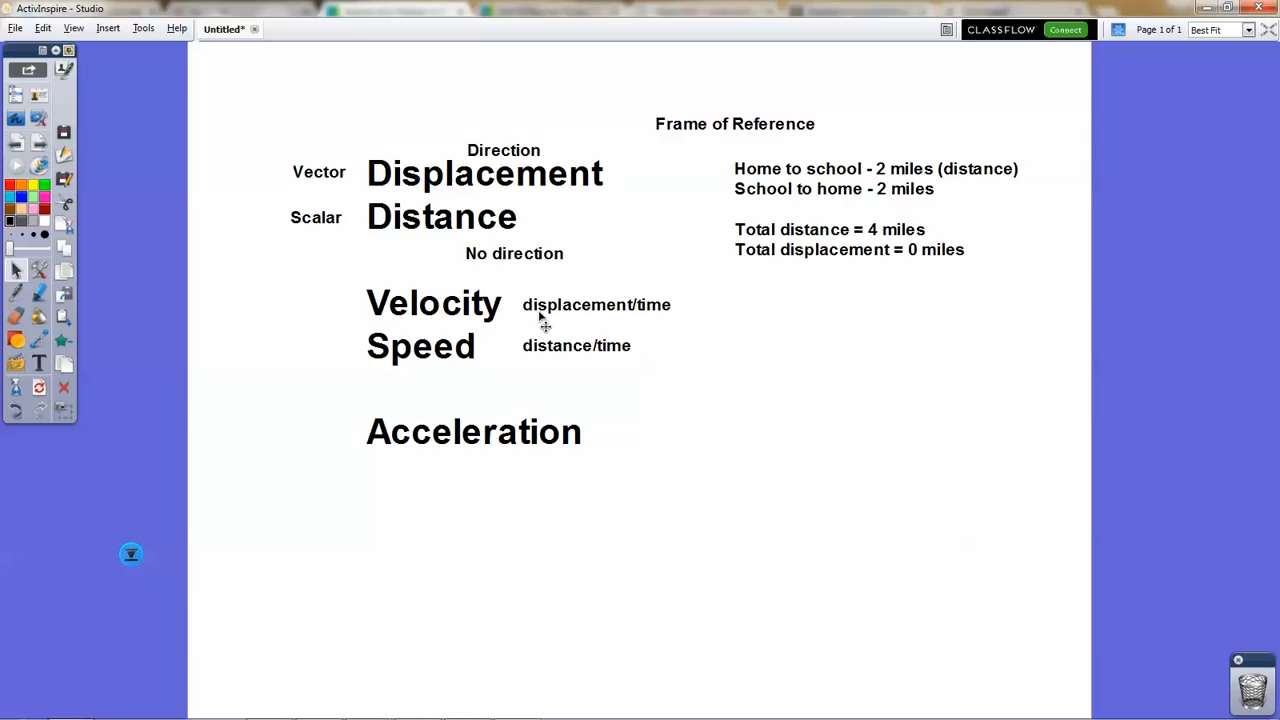 ActivInspire - Studio
File Edit View Insert Tools Help Untitled* CLASSFLOW Connect Page 1 of 1 Best Fit
Frame of Reference
Direction
Vector Displacement
Scalar Distance
No direction
Home to school - 2 miles (distance)
School to home - 2 miles
Total distance = 4 miles
Total displacement = 0 miles
Velocity displacement/time
Speed distance/time
Acceleration